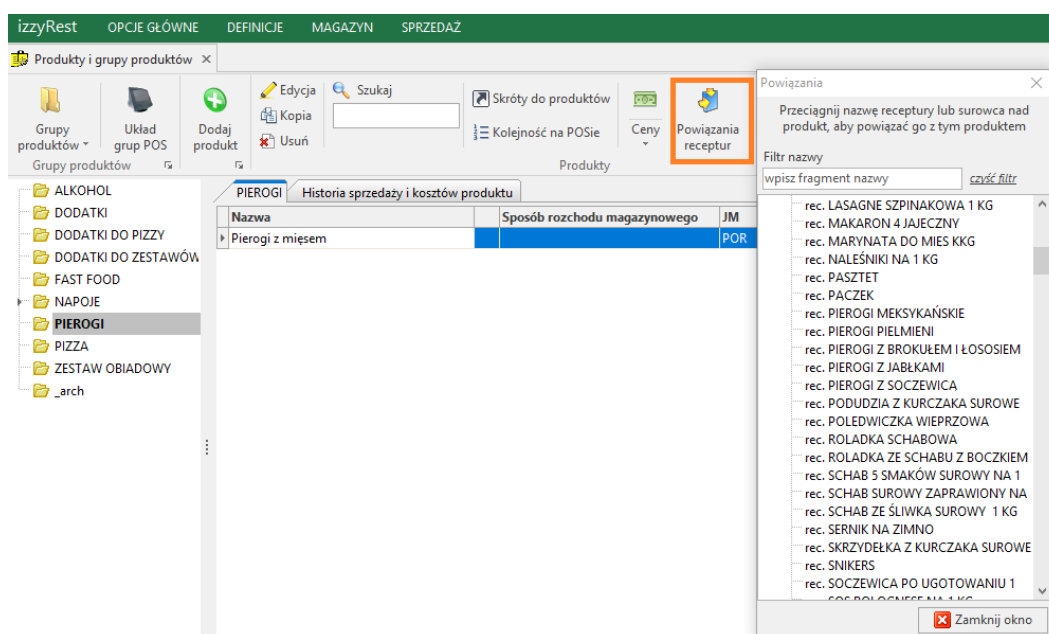 izzyRest OPCJE GŁÓWNE DEFINICJE MAGAZYN SPRZEDAŻ
Produkty i grupy produktów
Grupy produktów
Układ grup POS
Grupy produktów
Dodaj produkt
Edycja
Kopia
Usuń
Szukaj
Skróty do produktów
Kolejność na POSie
Ceny
Powiązania receptur
Produkty
ALKOHOL
DODATKI
DODATKI DO PIZZY
DODATKI DO ZESTAWÓW
FAST FOOD
NAPOJE
PIEROGI
PIZZA
ZESTAW OBIADOWY
_arch
PIEROGI Historia sprzedaży i kosztów produktu
Nazwa Sposób rozchodu magazynowego JM
Pierogi z mięsem POR
Powiązania
Przeciągnij nazwę receptury lub surowca nad
produkt, aby powiązać go z tym produktem
Filtr nazwy
wpisz fragment nazwy czyść filtr
rec. LASAGNE SZPINAKOWA 1 KG
rec. MAKARON 4 JAJECZNY
rec. MARYNATA DO MIES KKG
rec. NALEŚNIKI NA 1 KG
rec. PASZTET
rec. PACZEK
rec. PIEROGI MEKSYKAŃSKIE
rec. PIEROGI PIELMIENI
rec. PIEROGI Z BROKUŁEM I ŁOSOSIEM
rec. PIEROGI Z JABŁKAMI
rec. PIEROGI Z SOCZEWICA
rec. PODUDZIA Z KURCZAKA SUROWE
rec. POLEDWICZKA WIEPRZOWA
rec. ROLADKA SCHABOWA
rec. ROLADKA ZE SCHABU Z BOCZKIEM
rec. SCHAB 5 SMAKÓW SUROWY NA 1
rec. SCHAB SUROWY ZAPRAWIONY NA
rec. SCHAB ZE ŚLIWKA SUROWY 1 KG
rec. SERNIK NA ZIMNO
rec. SKRZYDEŁKA Z KURCZAKA SUROWE
rec. SNIKERS
rec. SOCZEWICA PO UGOTOWANIU 1
rec. SOS BOLOGNESE NA 1 KG
Zamknij okno